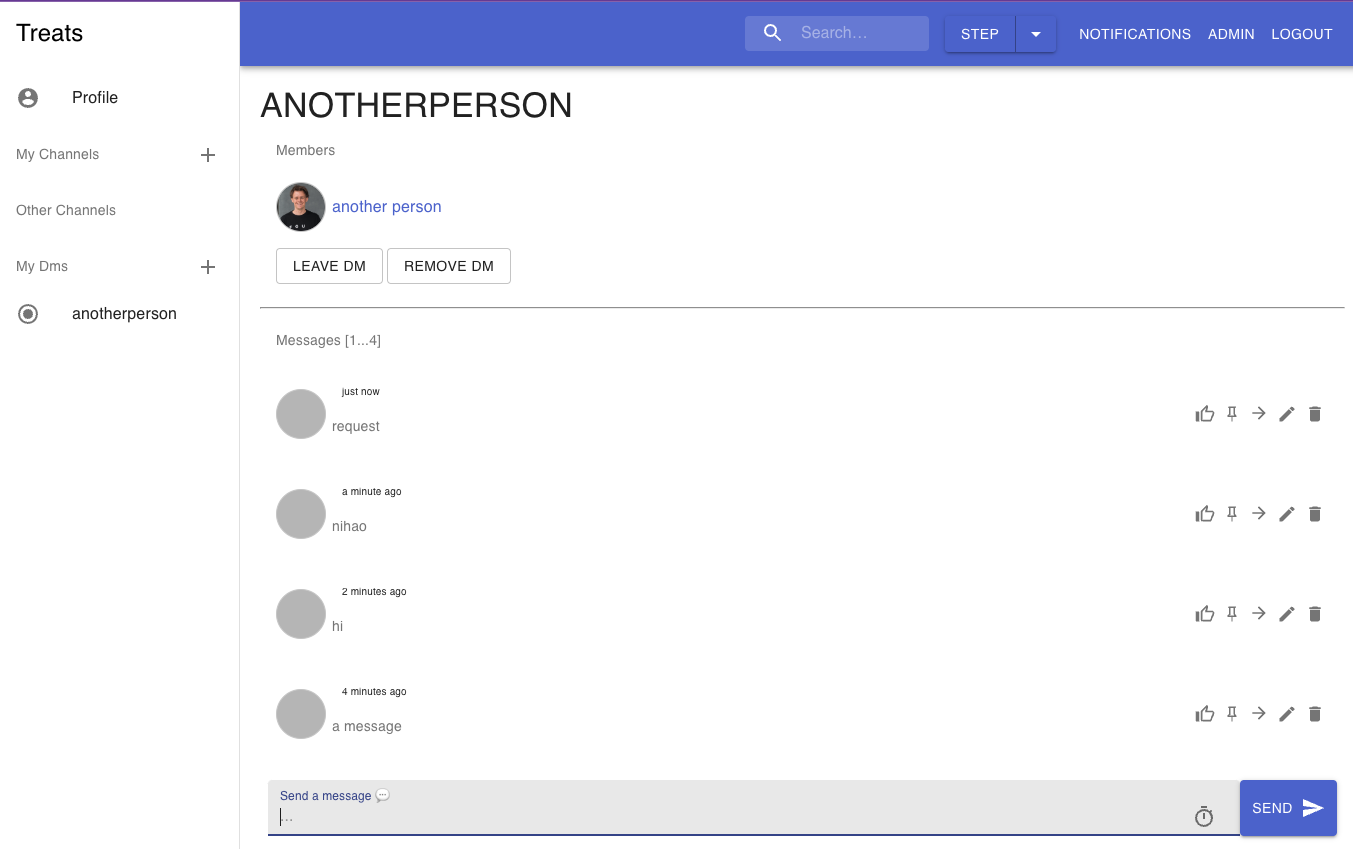 Treats
Search…
STEP
NOTIFICATIONS ADMIN LOGOUT
Profile
My Channels
Other Channels
My Dms
anotherperson
ANOTHERPERSON
Members
another person
LEAVE DM REMOVE DM
Messages [1...4]
just now
request
a minute ago
nihao
2 minutes ago
hi
4 minutes ago
a message
Send a message 💬
...
SEND